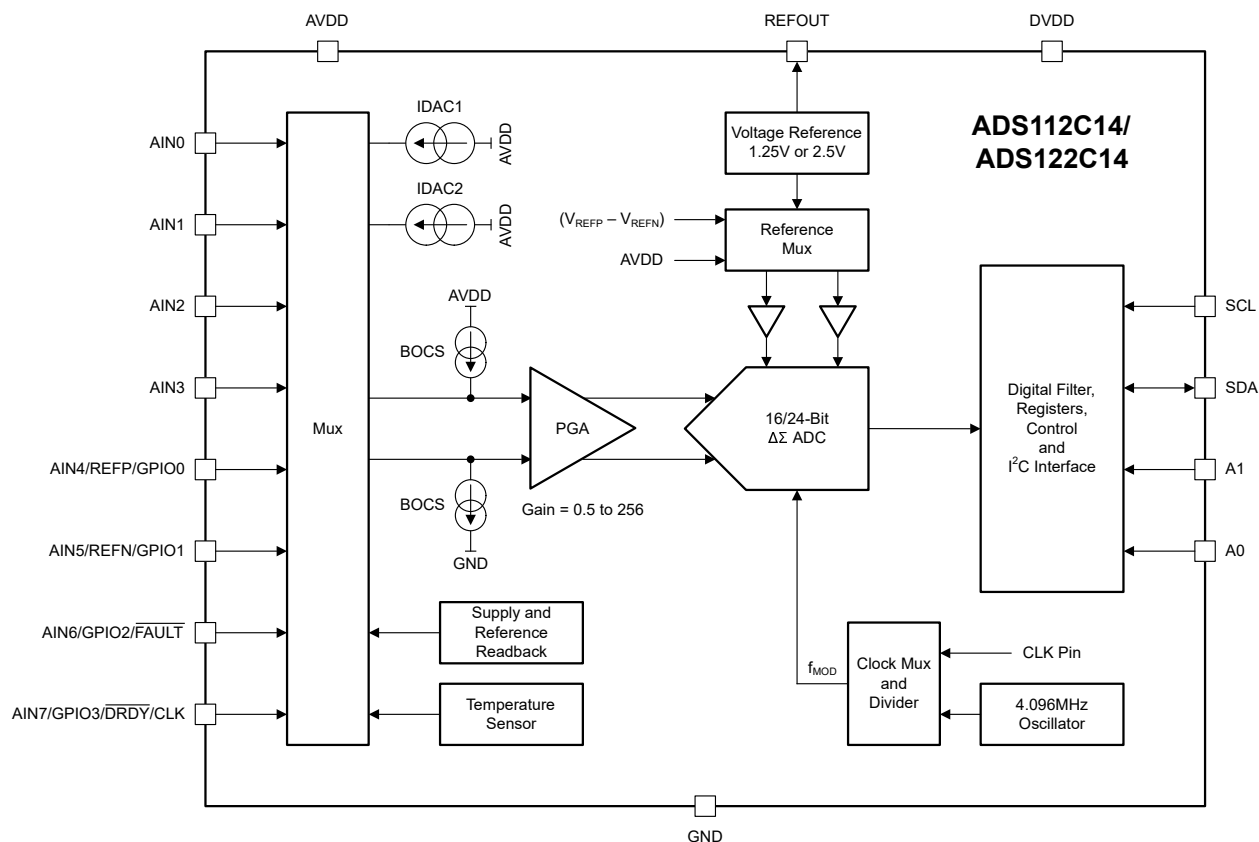 AVDD
REFOUT
DVDD
ADS112C14/
ADS122C14
IDAC1
AVDD
IDAC2
AVDD
Voltage Reference
1.25V or 2.5V
(VREFP – VREFN)
AVDD
Reference
Mux
AIN0
AIN1
AIN2
AIN3
AIN4/REFP/GPIO0
AIN5/REFN/GPIO1
AIN6/GPIO2/FAULT
AIN7/GPIO3/DRDY/CLK
Mux
AVDD
BOCS
BOCS
GND
PGA
Gain = 0.5 to 256
16/24-Bit
ΔΣ ADC
Digital Filter,
Registers,
Control
and
I²C Interface
SCL
SDA
A1
A0
Supply and
Reference
Readback
Temperature
Sensor
fMOD
Clock Mux
and
Divider
CLK Pin
4.096MHz
Oscillator
GND